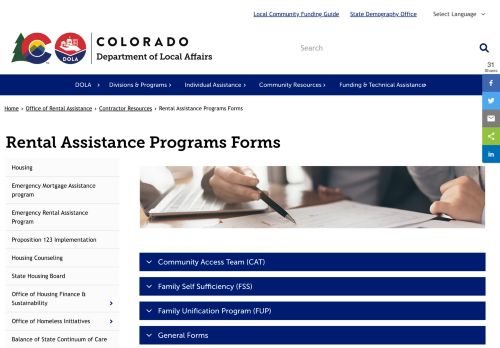 Local Community Funding Guide
State Demography Office
Select Language
DOLA
COLORADO
Department of Local Affairs
Search
31
Shares
DOLA
Divisions & Programs
Individual Assistance
Community Resources
Funding & Technical Assistance
Home › Office of Rental Assistance › Contractor Resources › Rental Assistance Programs Forms
Rental Assistance Programs Forms
Housing
Emergency Mortgage Assistance
program
Emergency Rental Assistance
Program
Proposition 123 Implementation
Housing Counseling
State Housing Board
Office of Housing Finance &
Sustainability
Office of Homeless Initiatives
Balance of State Continuum of Care
Community Access Team (CAT)
Family Self Sufficiency (FSS)
Family Unification Program (FUP)
General Forms